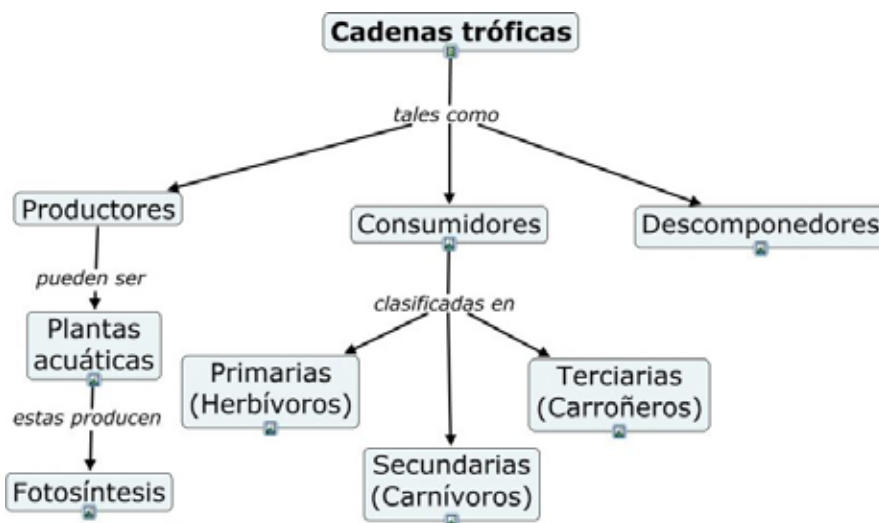 Cadenas tróficas
tales como
Productores
Consumidores
Descomponedores
pueden ser
clasificadas en
Plantas
acuáticas
Primarias
(Herbívoros)
Terciarias
(Carroñeros)
estas producen
Secundarias
(Carnívoros)
Fotosíntesis